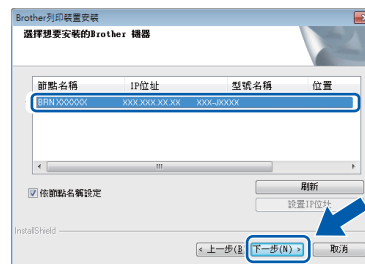 Brother列印裝置安裝
選擇想要安裝的Brother 機器
節點名稱 IP位址 型號名稱 位置
BRNXXXXXX XXX.XXX.XX.XX XXX-JXXXX
依節點名稱設定
刷新
設置IP位址
InstallShield
< 上一步(B 下一步(N) > 取消